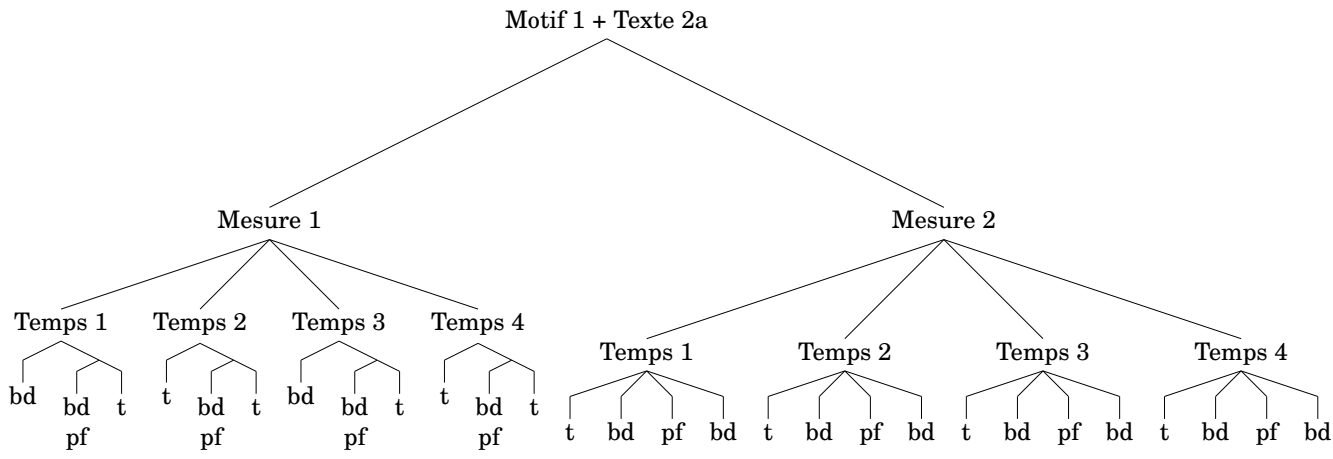 Motif 1 + Texte 2a
Mesure 1 Mesure 2
Temps 1 Temps 2 Temps 3 Temps 4
Temps 1 Temps 2 Temps 3 Temps 4
bd bd t t bd t bd bd t t bd t
pf pf pf pf
t bd pf bd t bd pf bd t bd pf bd t bd pf bd